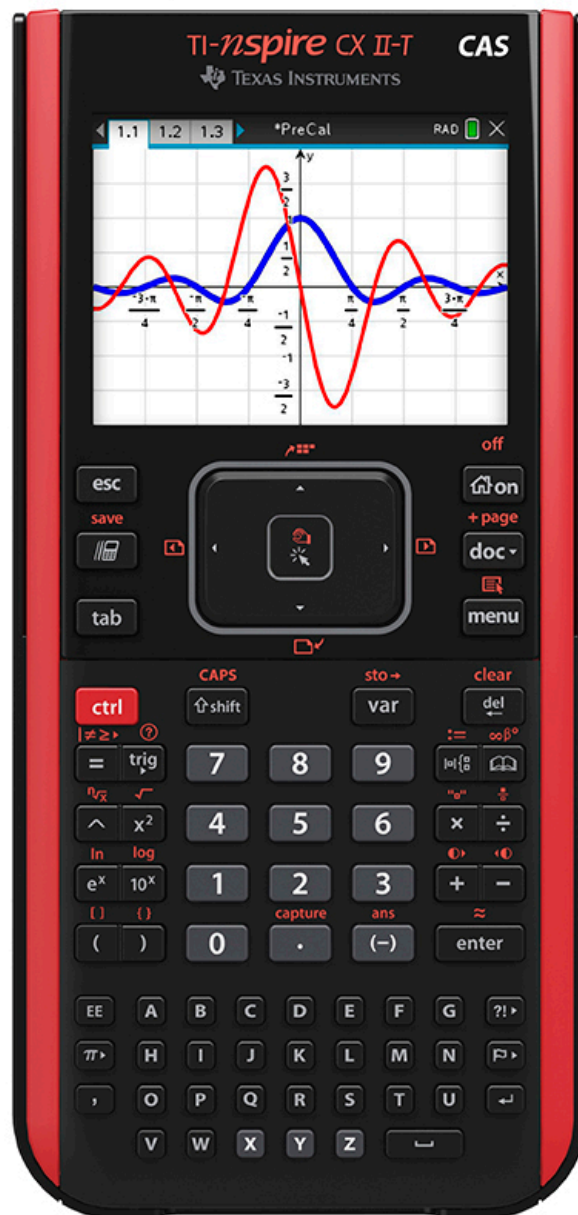 TI-nspire CX II-T CAS
TEXAS INSTRUMENTS
1.1 1.2 1.3 *PreCal RAD
y
3
2
1
1
2
x
-3·π
4
-π
2
-π
4
π
4
π
2
3·π
4
-1
2
-1
-3
2
off
esc on
save +page
doc
tab menu
CAPS sto→ clear
ctrl shift var del
|≠≥▸ ? := ∞β°
= trig 7 8 9 |□|{
ⁿ√x √ "□"
^ x² 4 5 6 × ÷
ln log
eˣ 10ˣ 1 2 3 + −
[ ] { } capture ans ≈
( ) 0 . (−) enter
EE A B C D E F G ?!▸
π▸ H I J K L M N
, O P Q R S T U
V W X Y Z